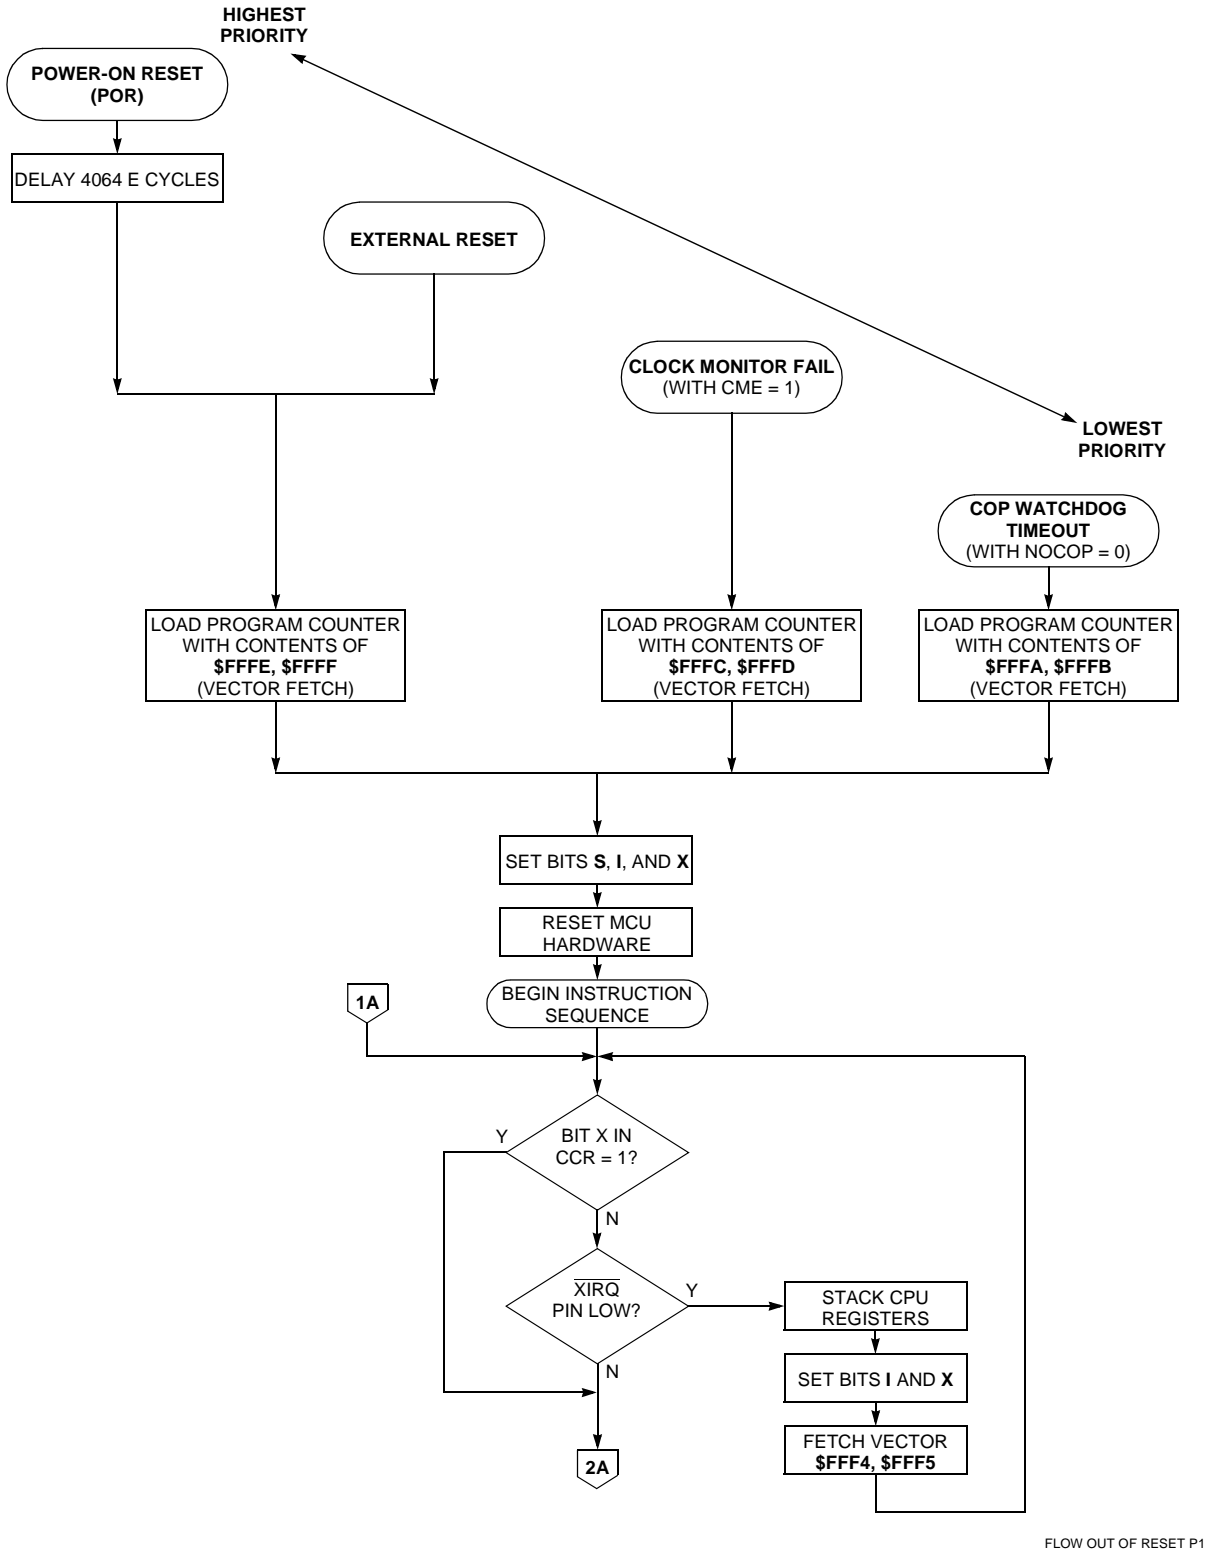 HIGHEST
PRIORITY
POWER-ON RESET
(POR)
DELAY 4064 E CYCLES
EXTERNAL RESET
CLOCK MONITOR FAIL
(WITH CME = 1)
LOWEST
PRIORITY
COP WATCHDOG
TIMEOUT
(WITH NOCOP = 0)
LOAD PROGRAM COUNTER
WITH CONTENTS OF
$FFFE, $FFFF
(VECTOR FETCH)
LOAD PROGRAM COUNTER
WITH CONTENTS OF
$FFFC, $FFFD
(VECTOR FETCH)
LOAD PROGRAM COUNTER
WITH CONTENTS OF
$FFFA, $FFFB
(VECTOR FETCH)
SET BITS S, I, AND X
RESET MCU
HARDWARE
BEGIN INSTRUCTION
SEQUENCE
1A
BIT X IN
CCR = 1?
Y
N
XIRQ
PIN LOW?
Y
N
STACK CPU
REGISTERS
SET BITS I AND X
FETCH VECTOR
$FFF4, $FFF5
2A
FLOW OUT OF RESET P1